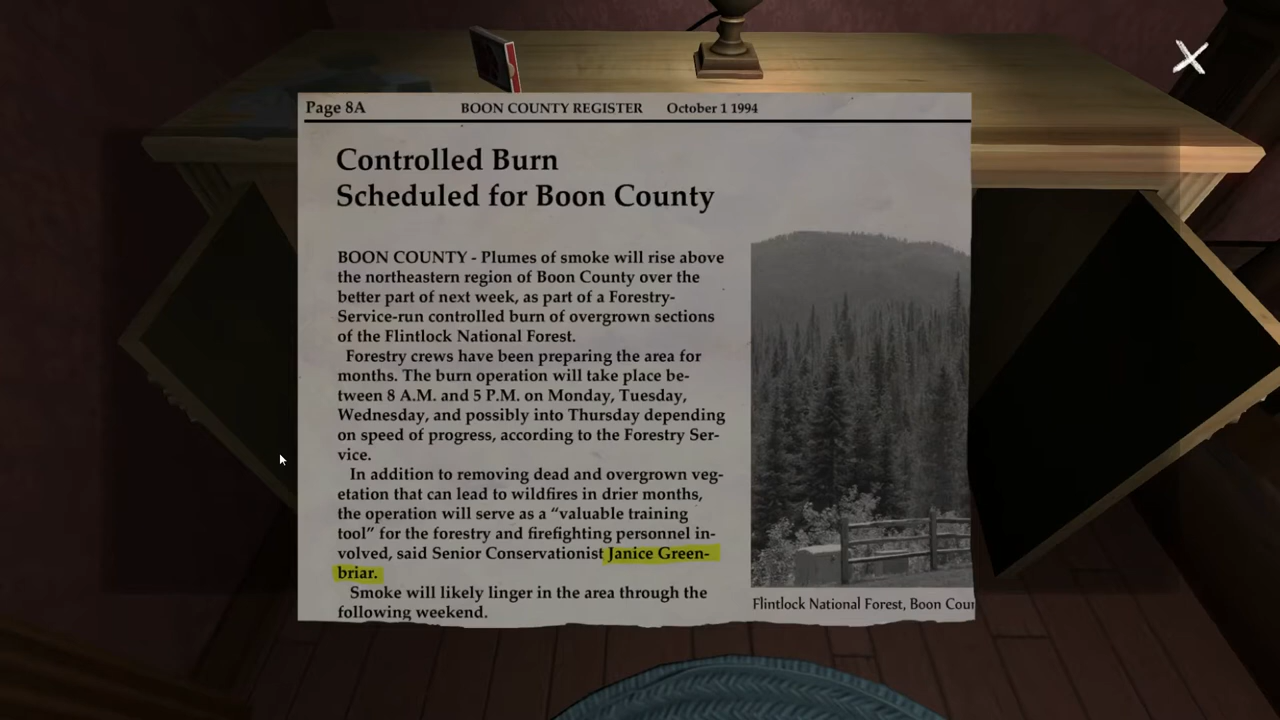 Page 8A BOON COUNTY REGISTER October 1 1994
Controlled Burn
Scheduled for Boon County
BOON COUNTY - Plumes of smoke will rise above
the northeastern region of Boon County over the
better part of next week, as part of a Forestry-
Service-run controlled burn of overgrown sections
of the Flintlock National Forest.
Forestry crews have been preparing the area for
months. The burn operation will take place be-
tween 8 A.M. and 5 P.M. on Monday, Tuesday,
Wednesday, and possibly into Thursday depending
on speed of progress, according to the Forestry Ser-
vice.
In addition to removing dead and overgrown veg-
etation that can lead to wildfires in drier months,
the operation will serve as a “valuable training
tool” for the forestry and firefighting personnel in-
volved, said Senior Conservationist Janice Green-
briar.
Smoke will likely linger in the area through the
following weekend.
Flintlock National Forest, Boon Coun